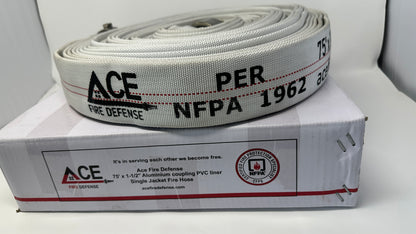 ACE
FIRE DEFENSE
PER
NFPA 1962
75'
ace
ACE
FIRE DEFENSE
It's in serving each other we become free.
Ace Fire Defense
75' x 1-1/2" Aluminium coupling PVC liner
Single Jacket Fire Hose
acefiredefense.com
NFPA